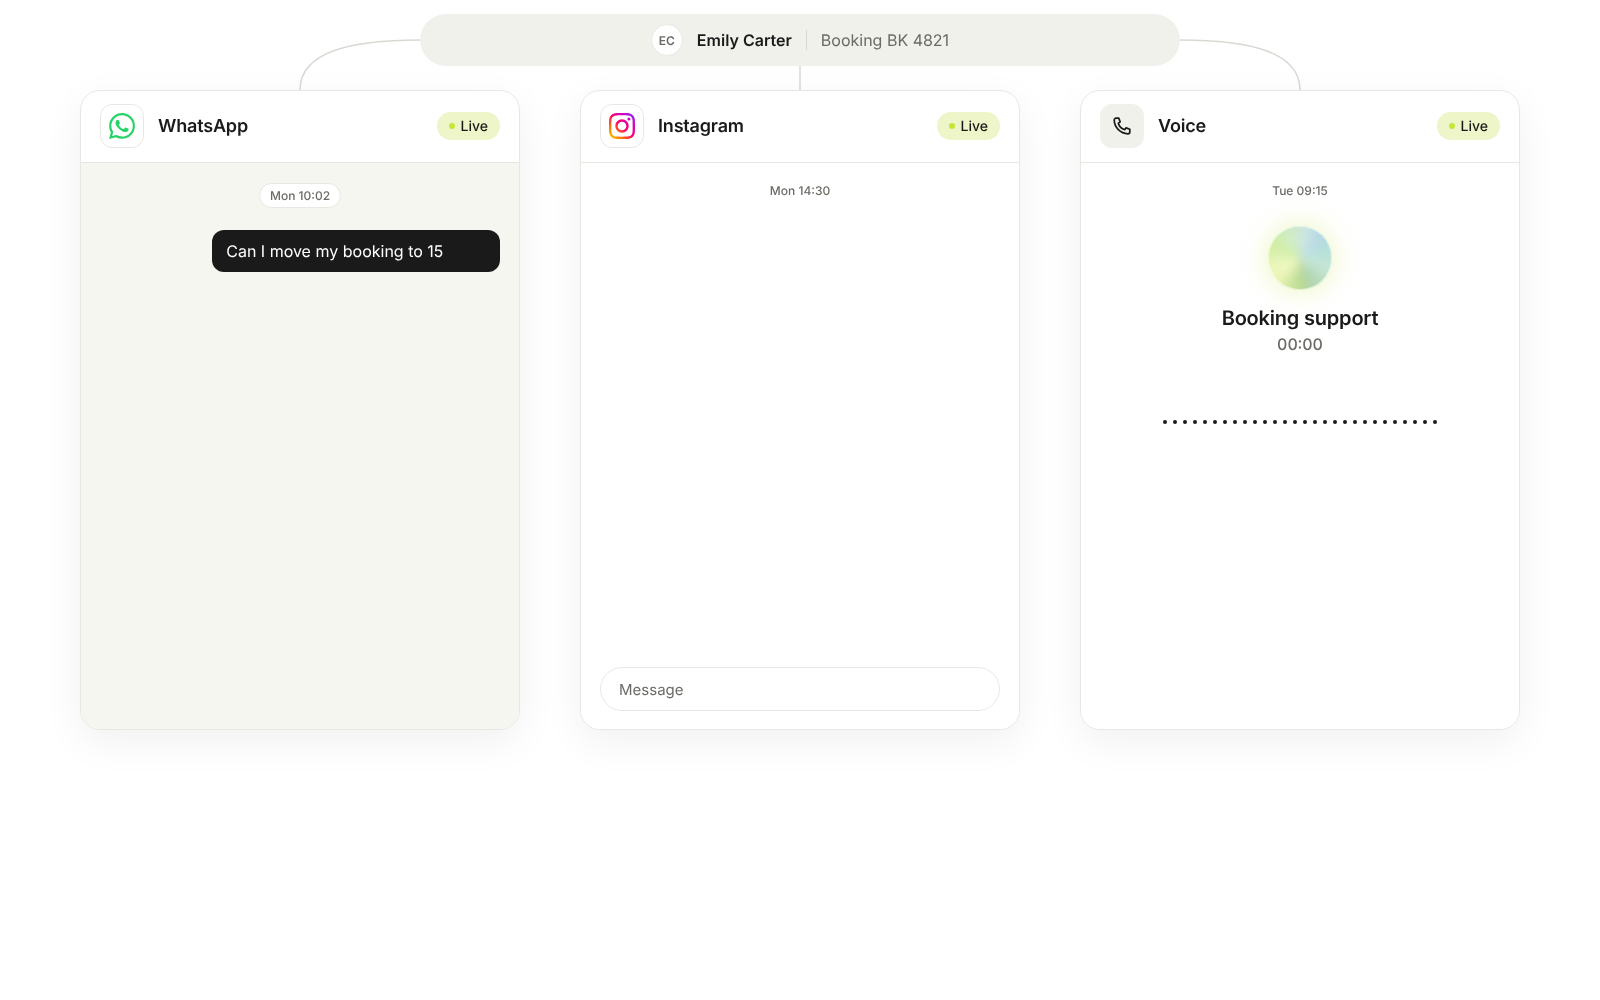 EC Emily Carter Booking BK 4821
WhatsApp Live
Mon 10:02
Can I move my booking to 15
Instagram Live
Mon 14:30
Message
Voice Live
Tue 09:15
Booking support
00:00